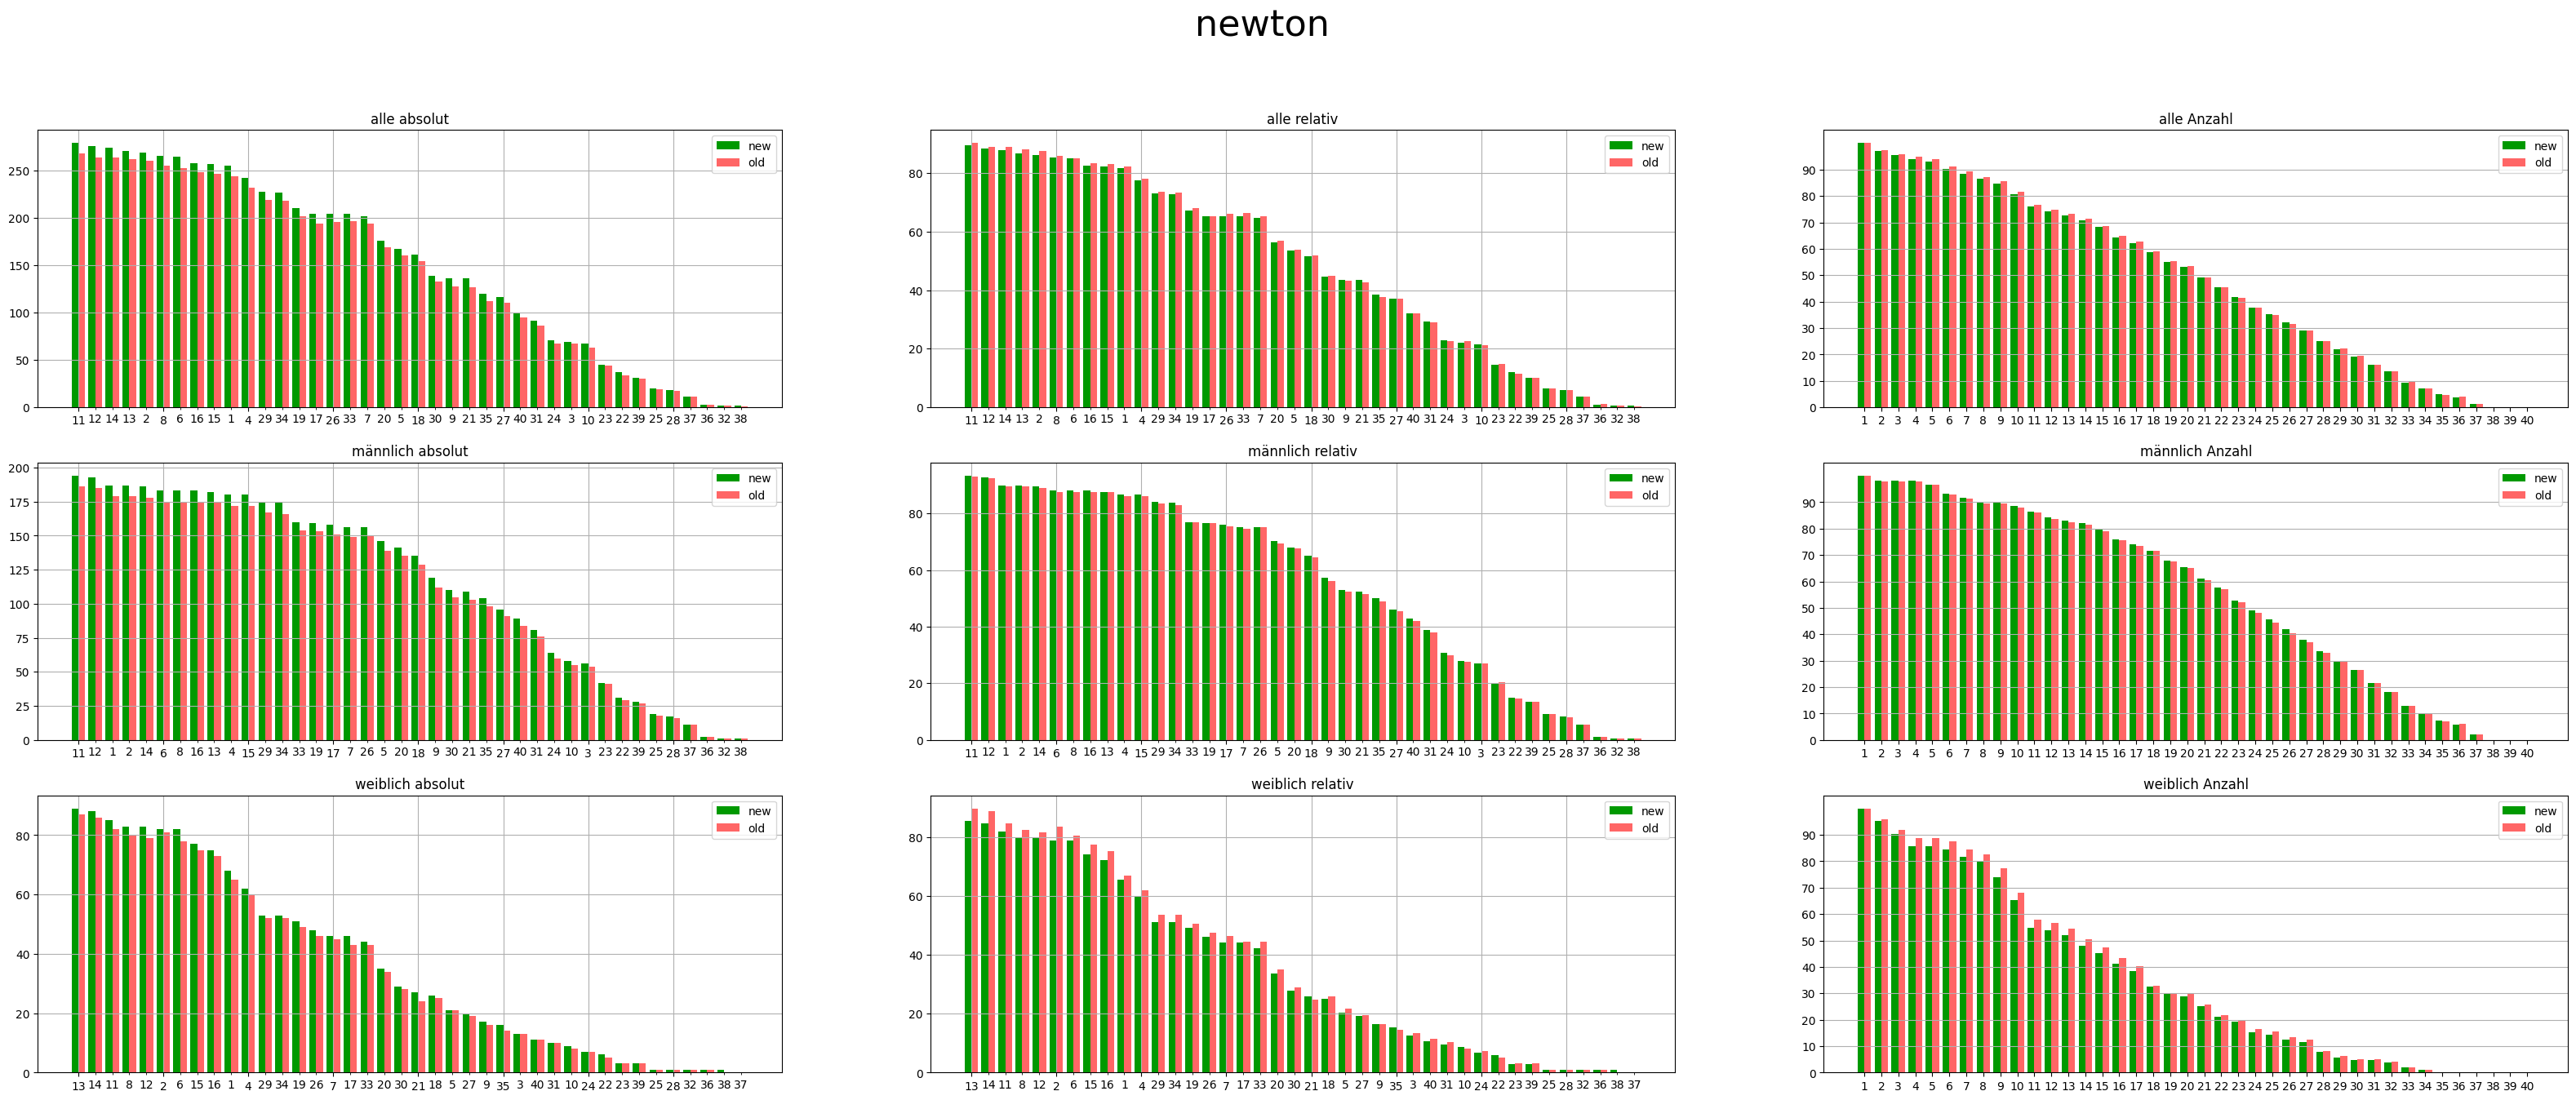 newton
alle absolut
new
old
250
200
150
100
50
0
11 12 14 13 2 8 6 16 15 1 4 29 34 19 17 26 33 7 20 5 18 30 9 21 35 27 40 31 24 3 10 23 22 39 25 28 37 36 32 38
alle relativ
new
old
80
60
40
20
0
11 12 14 13 2 8 6 16 15 1 4 29 34 19 17 26 33 7 20 5 18 30 9 21 35 27 40 31 24 3 10 23 22 39 25 28 37 36 32 38
alle Anzahl
new
old
90
80
70
60
50
40
30
20
10
0
1 2 3 4 5 6 7 8 9 10 11 12 13 14 15 16 17 18 19 20 21 22 23 24 25 26 27 28 29 30 31 32 33 34 35 36 37 38 39 40
männlich absolut
new
old
200
175
150
125
100
75
50
25
0
11 12 1 2 14 6 8 16 13 4 15 29 34 33 19 17 7 26 5 20 18 9 30 21 35 27 40 31 24 10 3 23 22 39 25 28 37 36 32 38
männlich relativ
new
old
80
60
40
20
0
11 12 1 2 14 6 8 16 13 4 15 29 34 33 19 17 7 26 5 20 18 9 30 21 35 27 40 31 24 10 3 23 22 39 25 28 37 36 32 38
männlich Anzahl
new
old
90
80
70
60
50
40
30
20
10
0
1 2 3 4 5 6 7 8 9 10 11 12 13 14 15 16 17 18 19 20 21 22 23 24 25 26 27 28 29 30 31 32 33 34 35 36 37 38 39 40
weiblich absolut
new
old
80
60
40
20
0
13 14 11 8 12 2 6 15 16 1 4 29 34 19 26 7 17 33 20 30 21 18 5 27 9 35 3 40 31 10 24 22 23 39 25 28 32 36 38 37
weiblich relativ
new
old
80
60
40
20
0
13 14 11 8 12 2 6 15 16 1 4 29 34 19 26 7 17 33 20 30 21 18 5 27 9 35 3 40 31 10 24 22 23 39 25 28 32 36 38 37
weiblich Anzahl
new
old
90
80
70
60
50
40
30
20
10
0
1 2 3 4 5 6 7 8 9 10 11 12 13 14 15 16 17 18 19 20 21 22 23 24 25 26 27 28 29 30 31 32 33 34 35 36 37 38 39 40